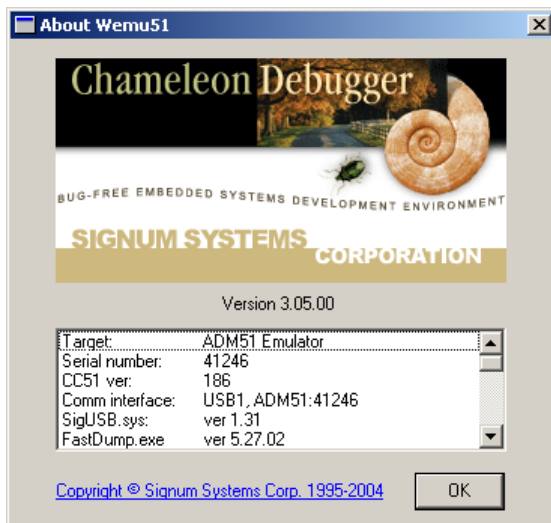 About Wemu51
Chameleon Debugger
BUG-FREE EMBEDDED SYSTEMS DEVELOPMENT ENVIRONMENT
SIGNUM SYSTEMS
CORPORATION
Version 3.05.00
Target: ADM51 Emulator
Serial number: 41246
CC51 ver: 186
Comm interface: USB1, ADM51:41246
SigUSB.sys: ver 1.31
FastDump.exe ver 5.27.02
Copyright © Signum Systems Corp. 1995-2004
OK